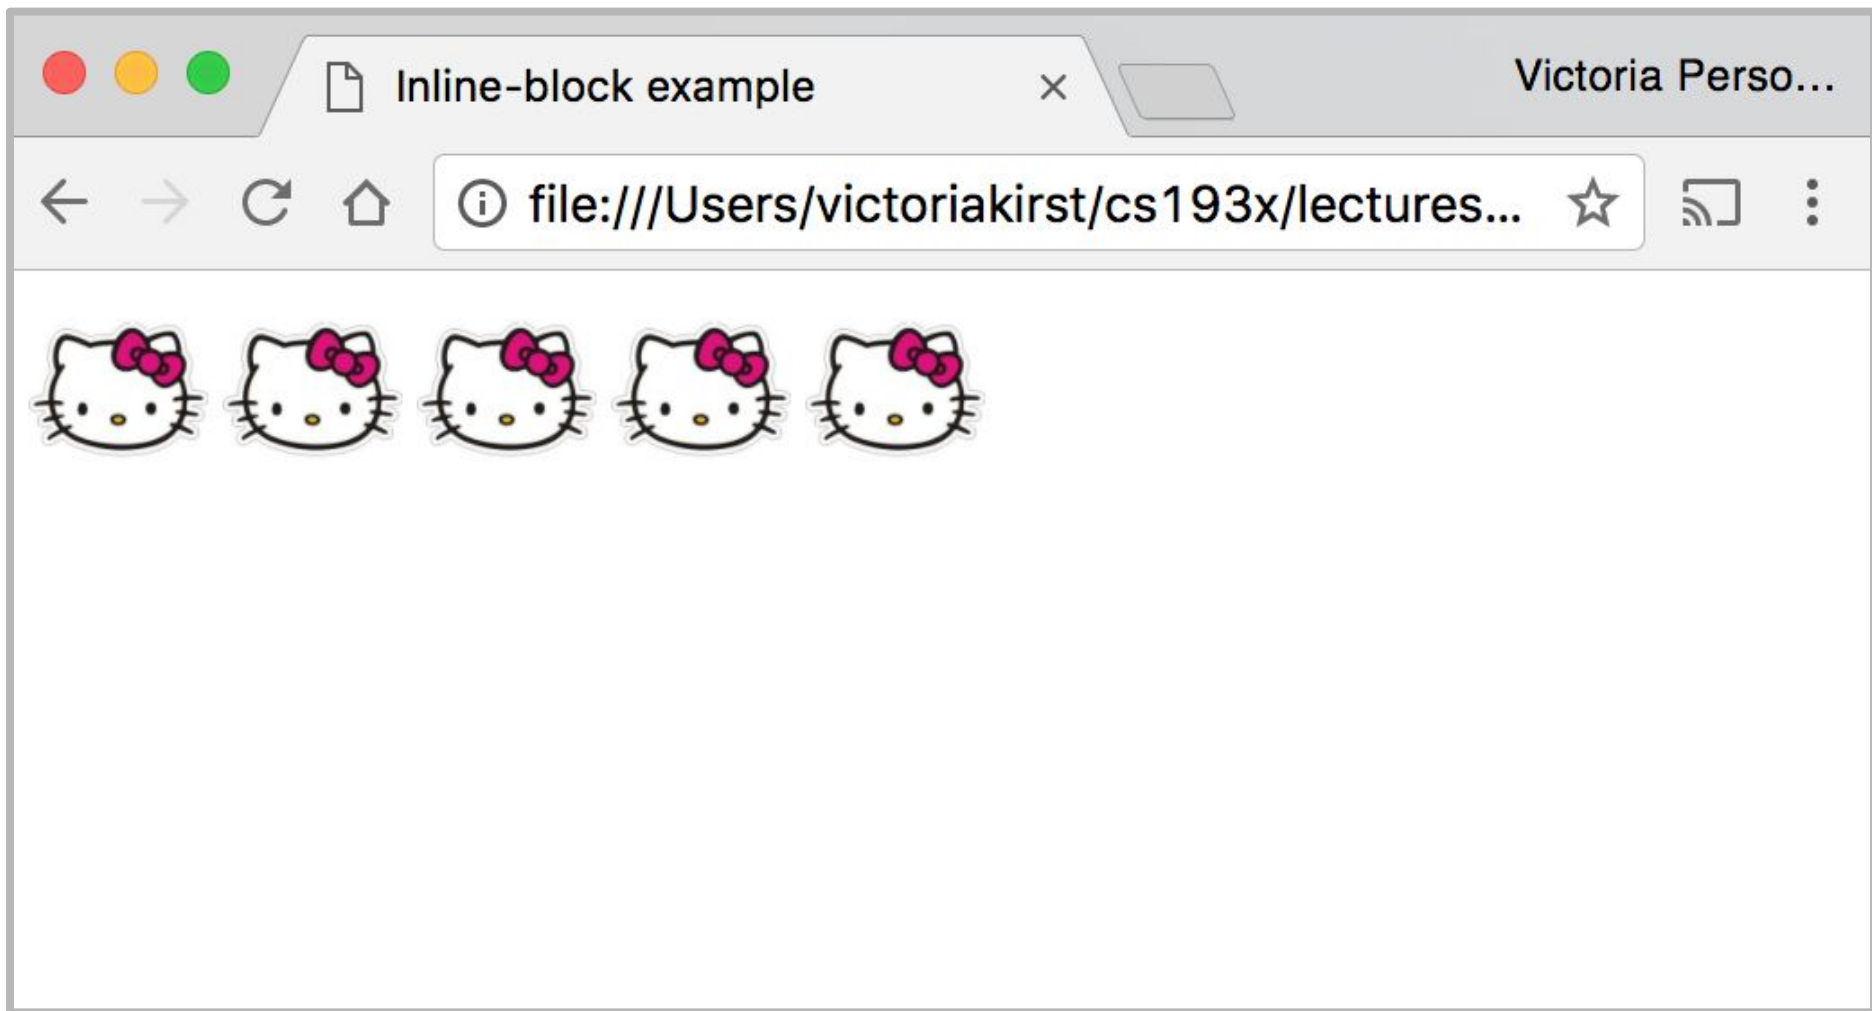 Inline-block example
Victoria Perso...
file:///Users/victoriakirst/cs193x/lectures...